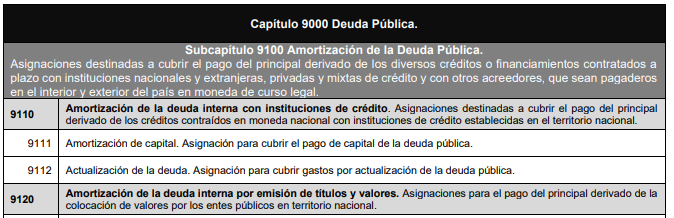 Capítulo 9000 Deuda Pública.
Subcapítulo 9100 Amortización de la Deuda Pública.
Asignaciones destinadas a cubrir el pago del principal derivado de los diversos créditos o financiamientos contratados a
plazo con instituciones nacionales y extranjeras, privadas y mixtas de crédito y con otros acreedores, que sean pagaderos
en el interior y exterior del país en moneda de curso legal.
9110 Amortización de la deuda interna con instituciones de crédito. Asignaciones destinadas a cubrir el pago del principal
derivado de los créditos contraídos en moneda nacional con instituciones de crédito establecidas en el territorio nacional.
9111 Amortización de capital. Asignación para cubrir el pago de capital de la deuda pública.
9112 Actualización de la deuda. Asignación para cubrir gastos por actualización de la deuda pública.
9120 Amortización de la deuda interna por emisión de títulos y valores. Asignaciones para el pago del principal derivado de la
colocación de valores por los entes públicos en territorio nacional.